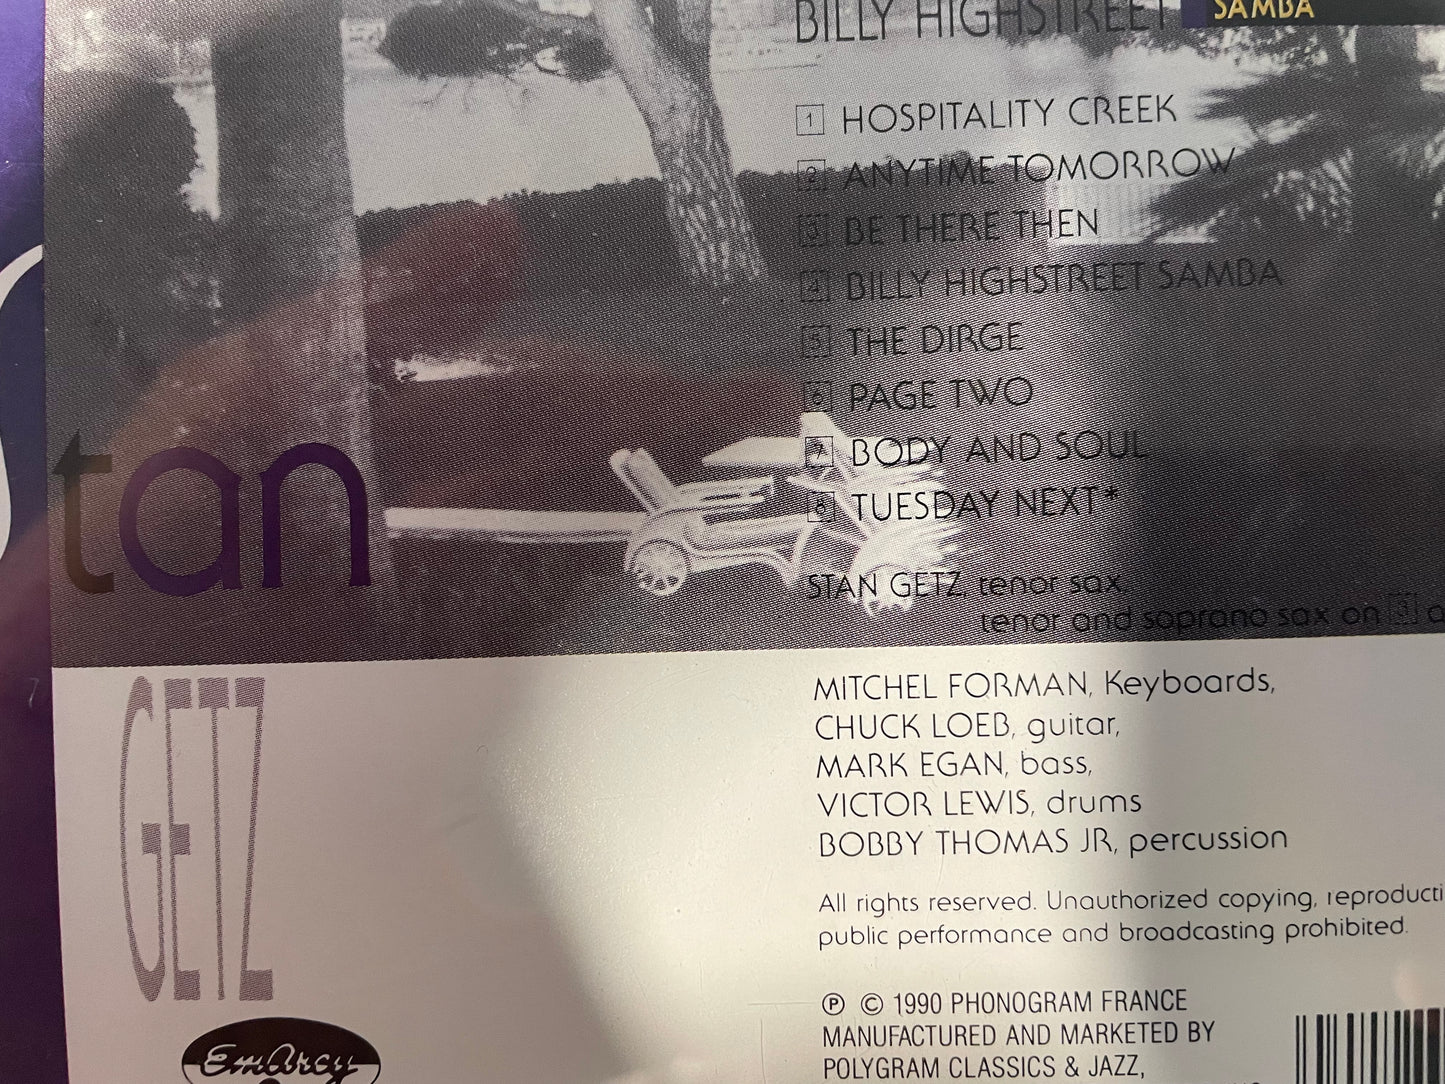 BILLY HIGHSTREET SAMBA
1 HOSPITALITY CREEK
2 ANYTIME TOMORROW
3 BE THERE THEN
4 BILLY HIGHSTREET SAMBA
5 THE DIRGE
6 PAGE TWO
7 BODY AND SOUL
8 TUESDAY NEXT*
STAN GETZ, tenor sax,
tenor and soprano sax on 3
tan
GETZ
MITCHEL FORMAN, Keyboards,
CHUCK LOEB, guitar,
MARK EGAN, bass,
VICTOR LEWIS, drums
BOBBY THOMAS JR, percussion
All rights reserved. Unauthorized copying, reproducti
public performance and broadcasting prohibited.
℗ © 1990 PHONOGRAM FRANCE
MANUFACTURED AND MARKETED BY
POLYGRAM CLASSICS & JAZZ,
EmArcy